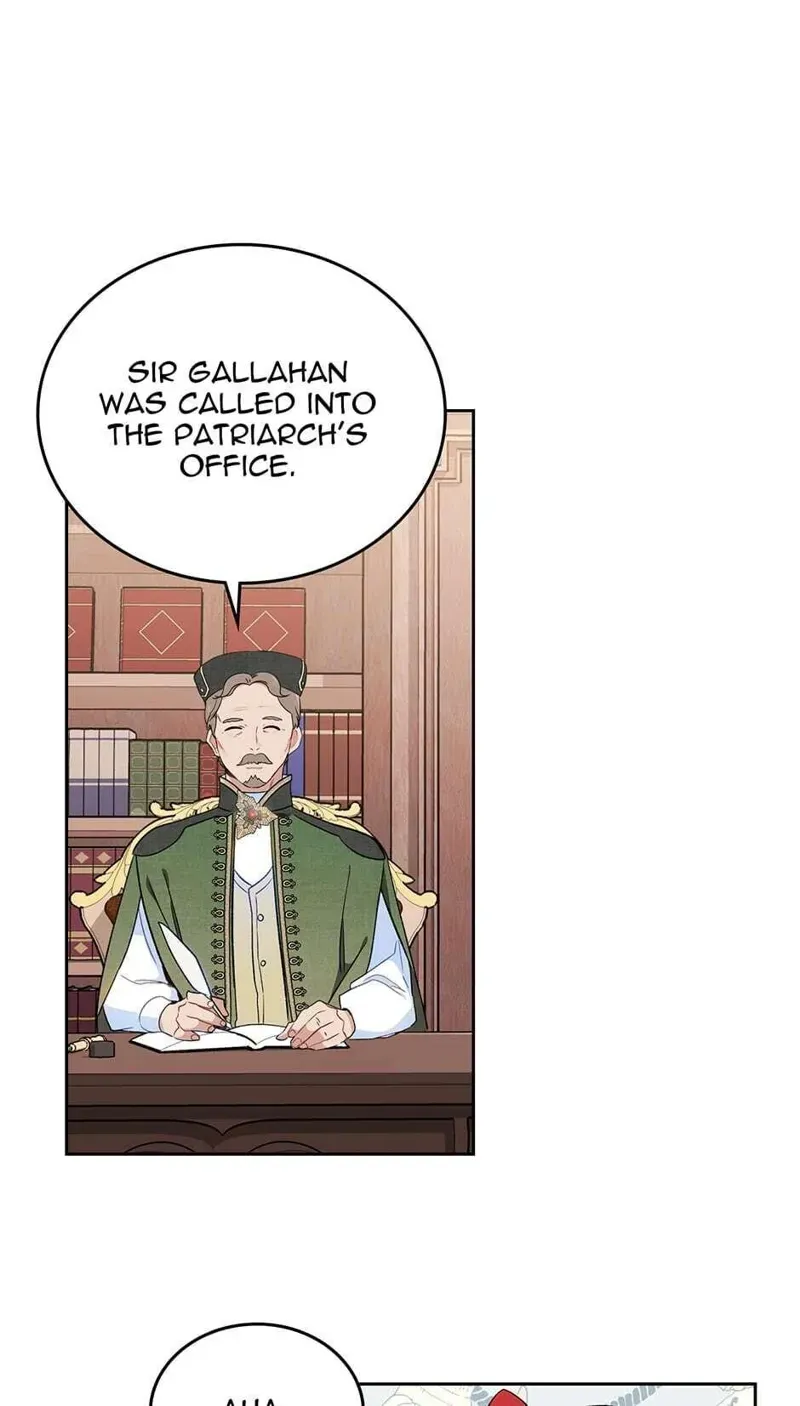 SIR GALLAHAN
WAS CALLED INTO
THE PATRIARCH'S
OFFICE.